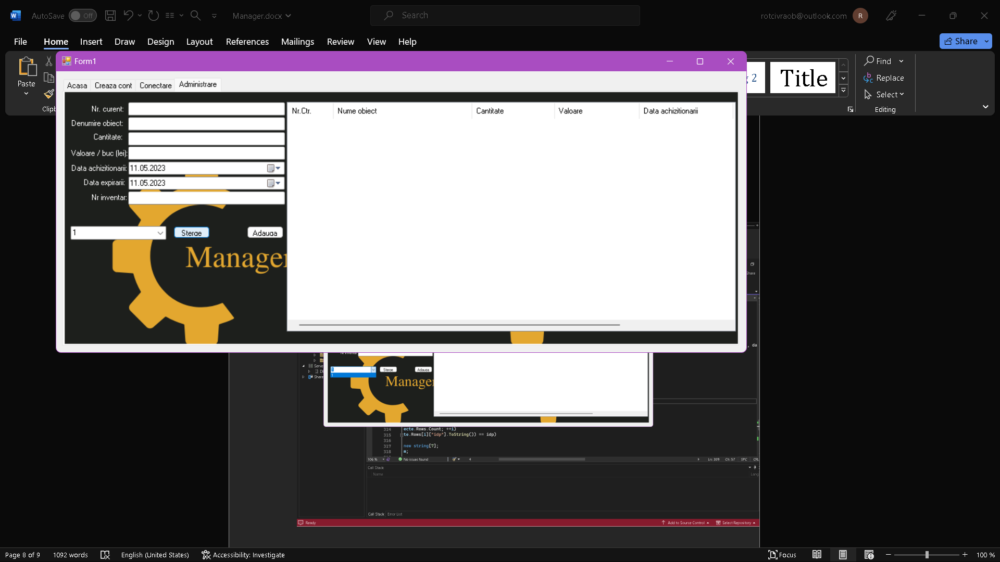 AutoSave
Off
Manager.docx
Search
rotcivraob@outlook.com
R
File
Home
Insert
Draw
Design
Layout
References
Mailings
Review
View
Help
Share
Paste
Form1
2
Title
Find
Replace
Select
Editing
Acasa
Creaza cont
Conectare
Administrare
Nr. curent:
Denumire obiect:
Cantitate:
Valoare / buc (lei):
Data achizitionarii:
11.05.2023
Data expirarii:
11.05.2023
Nr inventar:
Nr.Ctr.
Nume obiect
Cantitate
Valoare
Data achizitionarii
1
Sterge
Adauga
Manager
Share
, da
Serve
Share
1
Sterge
Adauga
Manager
314
ecte.Rows.Count; ++i)
315
te.Rows[i]["idp"].ToString()) == idp)
316
317
new string[7];
318
m;
106 %
No issues found
Ln: 309
Ch: 57
SPC
CRL
Call Stack
Name
Lang
Call Stack
Error List
Ready
Add to Source Control
Select Repository
Page 8 of 9
1092 words
English (United States)
Accessibility: Investigate
Focus
100 %